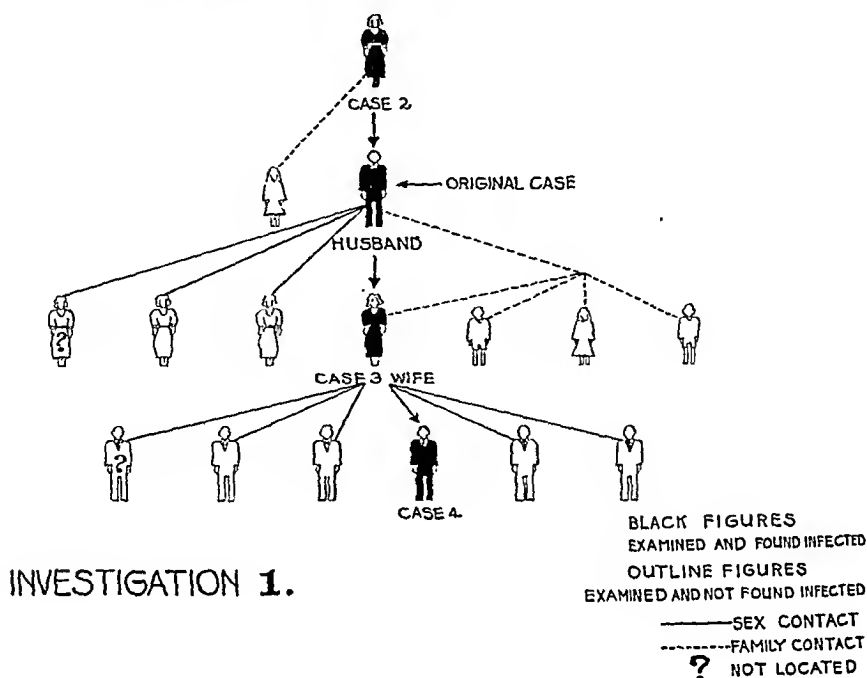 CASE 2
ORIGINAL CASE
HUSBAND
?
CASE 3 WIFE
?
CASE 4
BLACK FIGURES
EXAMINED AND FOUND INFECTED
OUTLINE FIGURES
EXAMINED AND NOT FOUND INFECTED
SEX CONTACT
FAMILY CONTACT
? NOT LOCATED
INVESTIGATION 1.